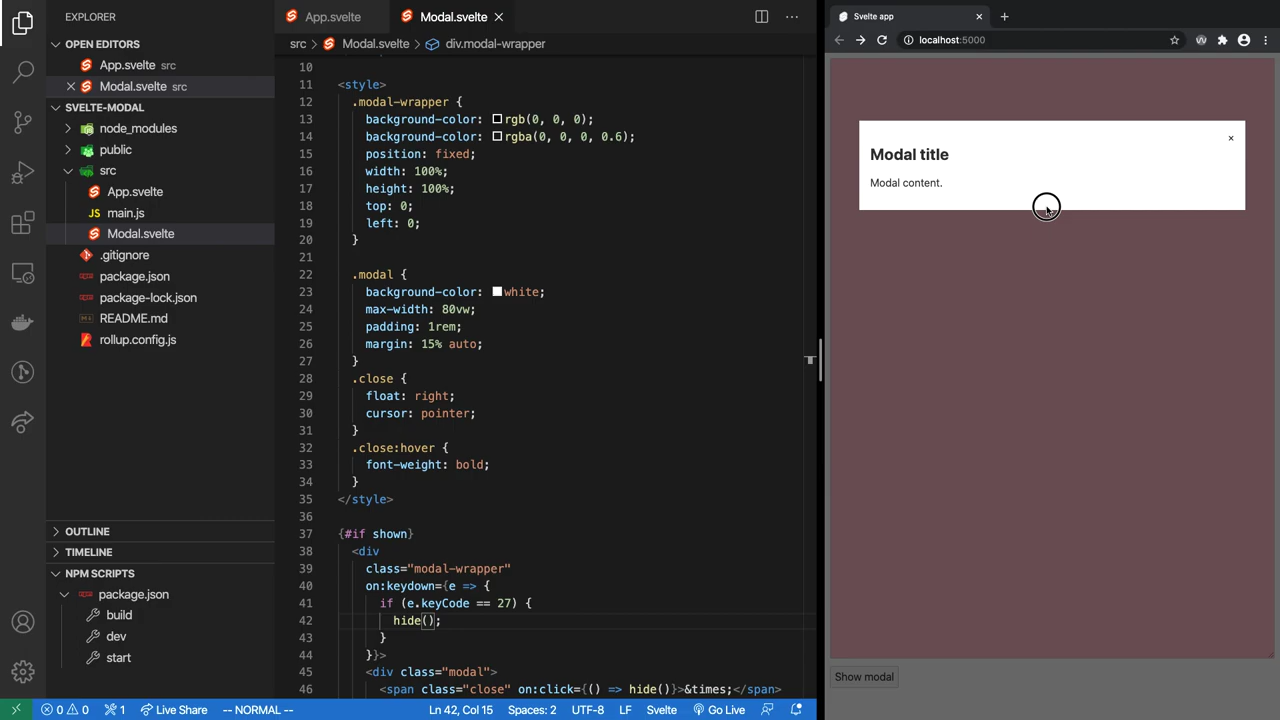 EXPLORER
OPEN EDITORS
App.svelte src
Modal.svelte src
SVELTE-MODAL
node_modules
public
src
App.svelte
JS main.js
Modal.svelte
.gitignore
package.json
package-lock.json
README.md
rollup.config.js
OUTLINE
TIMELINE
NPM SCRIPTS
package.json
build
dev
start
App.svelte
Modal.svelte
src > Modal.svelte > div.modal-wrapper
10
11 <style>
12 .modal-wrapper {
13 background-color: rgb(0, 0, 0);
14 background-color: rgba(0, 0, 0, 0.6);
15 position: fixed;
16 width: 100%;
17 height: 100%;
18 top: 0;
19 left: 0;
20 }
21
22 .modal {
23 background-color: white;
24 max-width: 80vw;
25 padding: 1rem;
26 margin: 15% auto;
27 }
28 .close {
29 float: right;
30 cursor: pointer;
31 }
32 .close:hover {
33 font-weight: bold;
34 }
35 </style>
36
37 {#if shown}
38 <div
39 class="modal-wrapper"
40 on:keydown={e => {
41 if (e.keyCode == 27) {
42 hide();
43 }
44 }}>
45 <div class="modal">
46 <span class="close" on:click={() => hide()}>&times;</span>
0 0 1 Live Share -- NORMAL -- Ln 42, Col 15 Spaces: 2 UTF-8 LF Svelte Go Live
Svelte app
localhost:5000
×
Modal title
Modal content.
Show modal